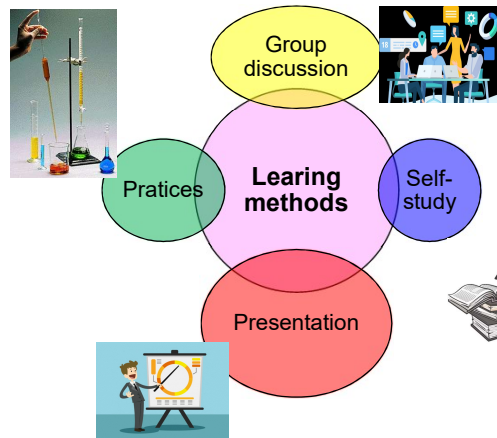 Group
discussion
Pratices
Learing
methods
Self-
study
Presentation